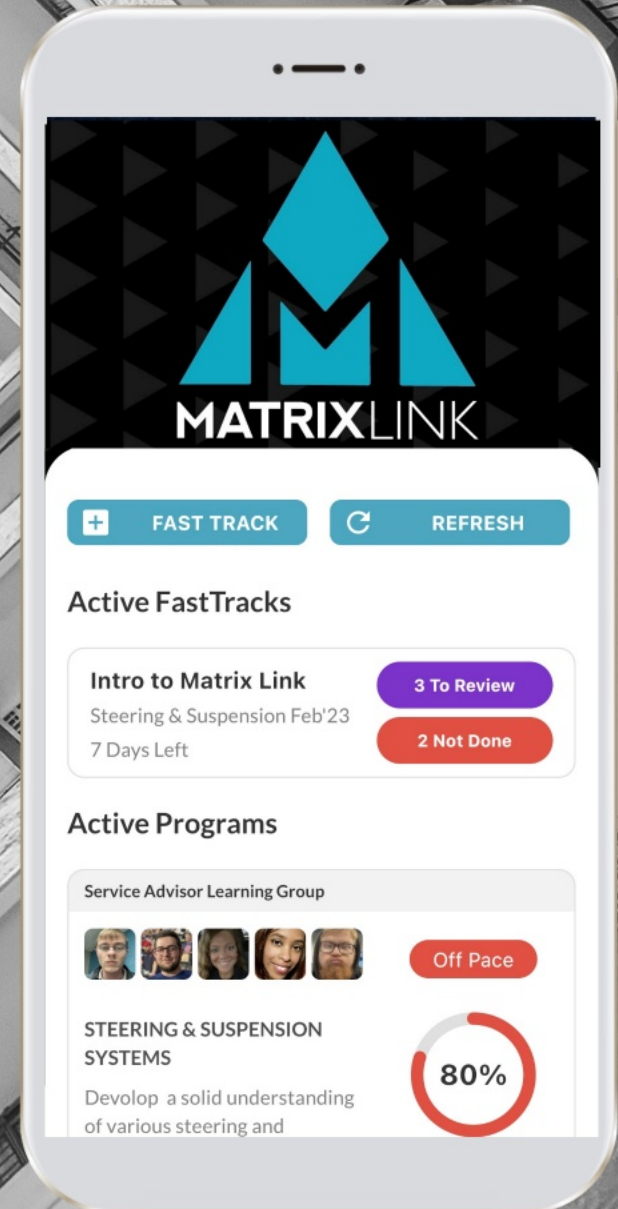 MATRIXLINK
FAST TRACK
REFRESH
Active FastTracks
Intro to Matrix Link
3 To Review
Steering & Suspension Feb'23
7 Days Left
2 Not Done
Active Programs
Service Advisor Learning Group
Off Pace
STEERING & SUSPENSION
SYSTEMS
80%
Devolop a solid understanding
of various steering and